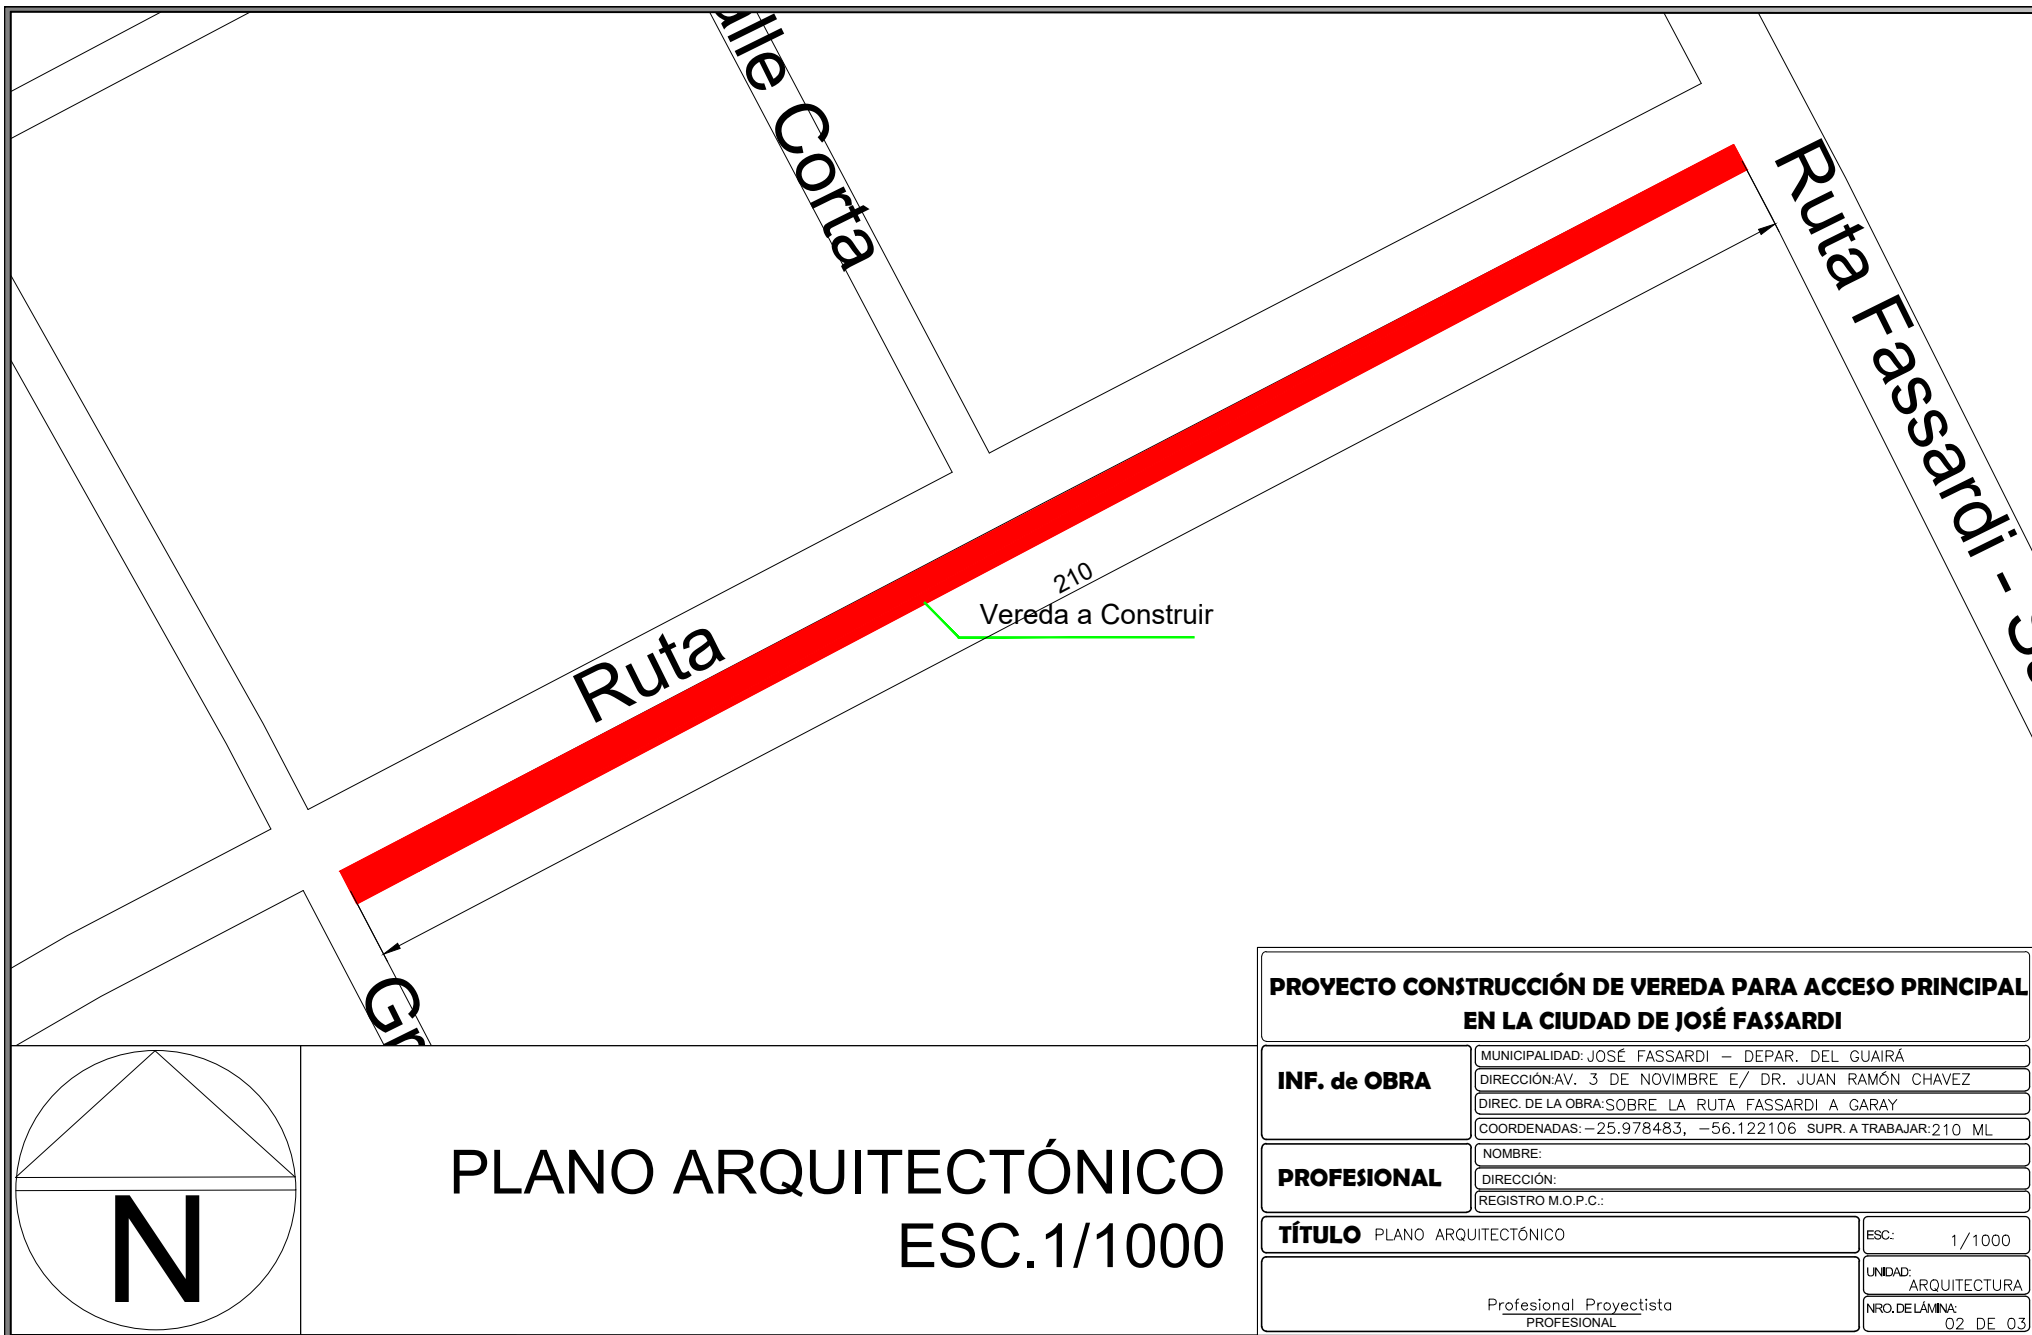 alle Corta
Ruta Fassardi - Sa
210
Vereda a Construir
Ruta
Gr
PROYECTO CONSTRUCCIÓN DE VEREDA PARA ACCESO PRINCIPAL
EN LA CIUDAD DE JOSÉ FASSARDI
INF. de OBRA
MUNICIPALIDAD: JOSÉ FASSARDI – DEPAR. DEL GUAIRÁ
DIRECCIÓN: AV. 3 DE NOVIMBRE E/ DR. JUAN RAMÓN CHAVEZ
DIREC. DE LA OBRA: SOBRE LA RUTA FASSARDI A GARAY
COORDENADAS: –25.978483, –56.122106 SUPR. A TRABAJAR: 210 ML
PROFESIONAL
NOMBRE:
DIRECCIÓN:
REGISTRO M.O.P.C.:
TÍTULO PLANO ARQUITECTÓNICO
ESC.: 1/1000
UNIDAD: ARQUITECTURA
NRO. DE LÁMINA: 02 DE 03
Profesional Proyectista
PROFESIONAL
PLANO ARQUITECTÓNICO
ESC.1/1000
N